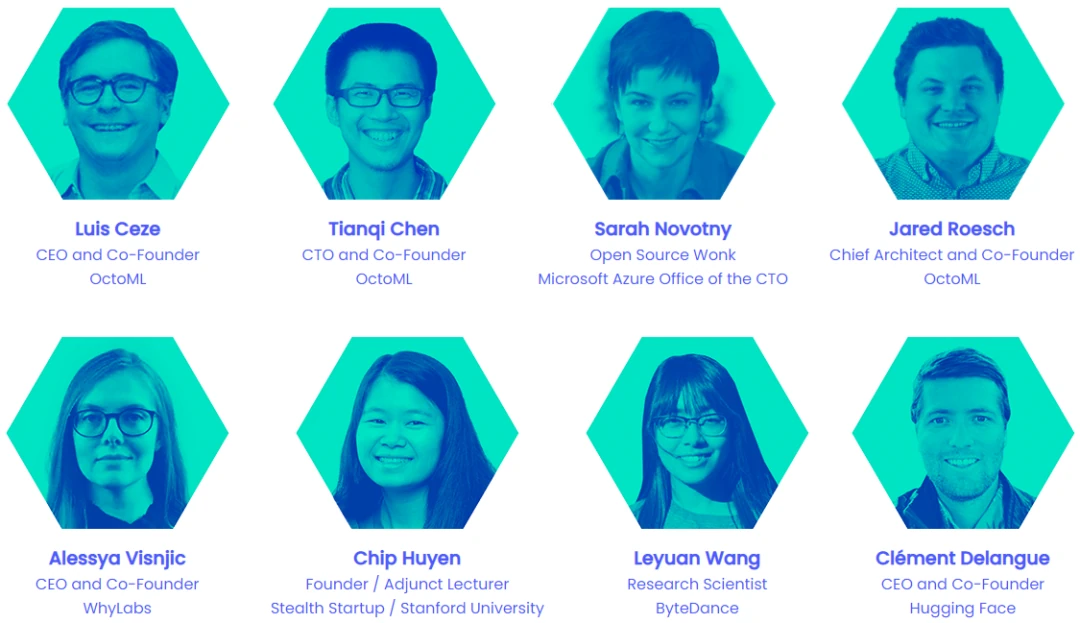 Luis Ceze
CEO and Co-Founder
OctoML
Tianqi Chen
CTO and Co-Founder
OctoML
Sarah Novotny
Open Source Wonk
Microsoft Azure Office of the CTO
Jared Roesch
Chief Architect and Co-Founder
OctoML
Alessya Visnjic
CEO and Co-Founder
WhyLabs
Chip Huyen
Founder / Adjunct Lecturer
Stealth Startup / Stanford University
Leyuan Wang
Research Scientist
ByteDance
Clément Delangue
CEO and Co-Founder
Hugging Face